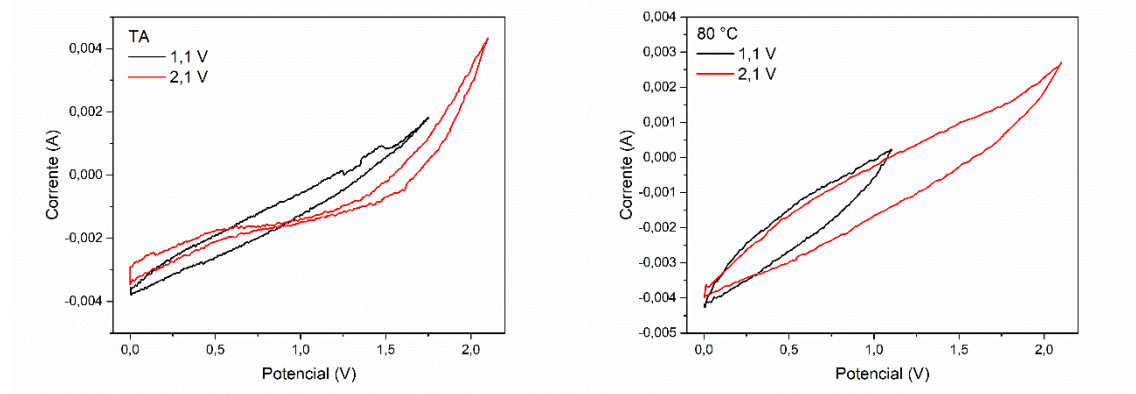 TA
1,1 V
2,1 V
0,004
0,002
0,000
-0,002
-0,004
Corrente (A)
0,0 0,5 1,0 1,5 2,0
Potencial (V)
80 °C
1,1 V
2,1 V
0,004
0,003
0,002
0,001
0,000
-0,001
-0,002
-0,003
-0,004
-0,005
Corrente (A)
0,0 0,5 1,0 1,5 2,0
Potencial (V)